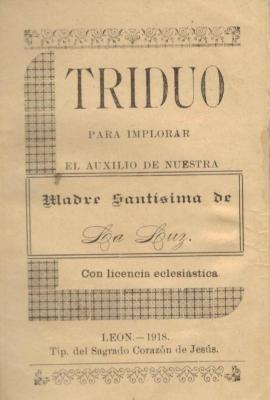 TRIDUO
PARA IMPLORAR
EL AUXILIO DE NUESTRA
Madre Santísima de
La Luz.
Con licencia eclesiástica
LEON.—1918.
Tip. del Sagrado Corazón de Jesús.